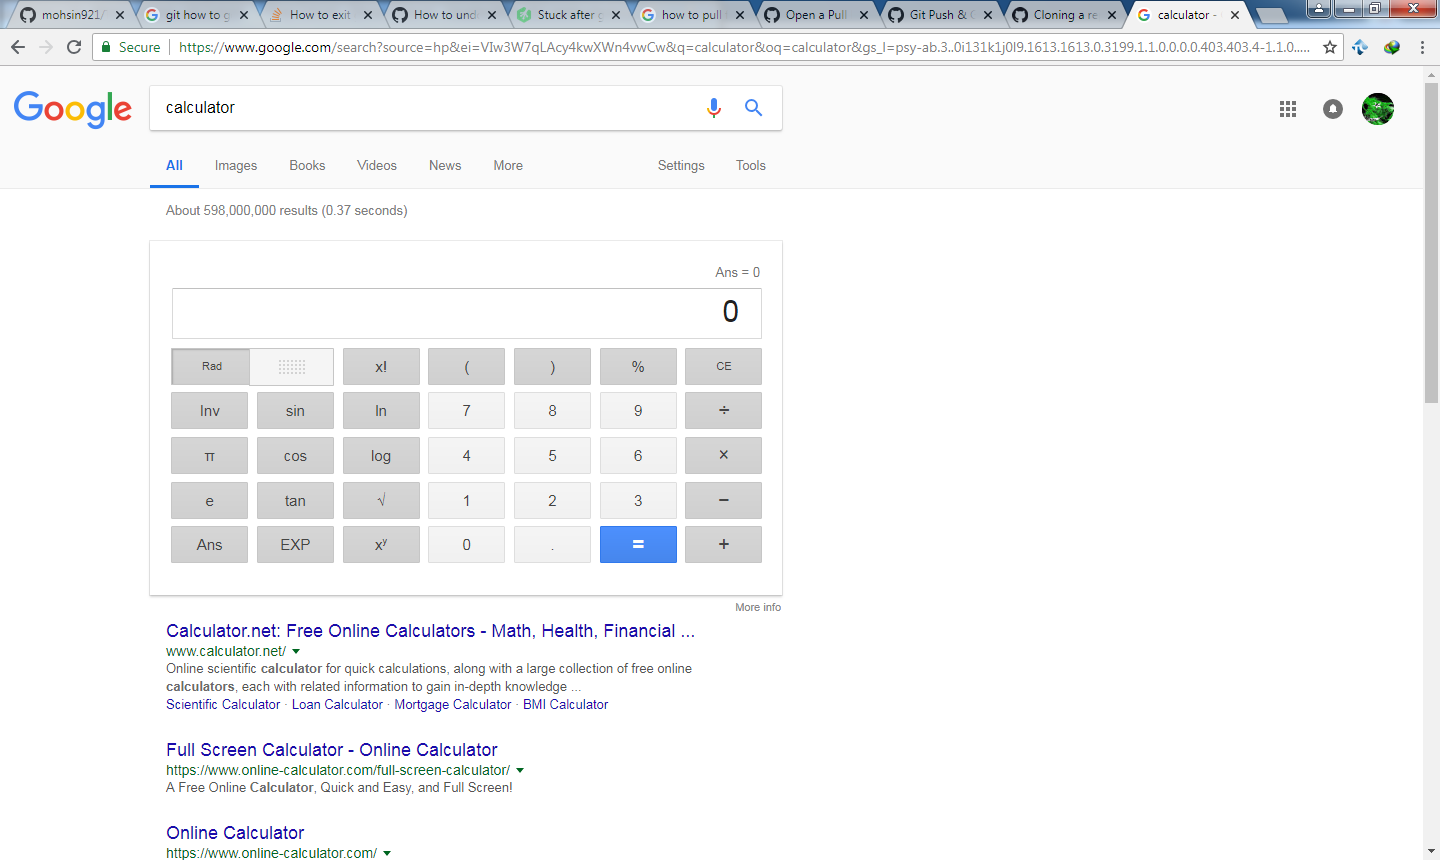 mohsin921/
git how to g
How to exit
How to und
Stuck after g
how to pull
Open a Pull
Git Push & C
Cloning a re
calculator -
Secure https://www.google.com/search?source=hp&ei=VIw3W7qLAcy4kwXWn4vwCw&q=calculator&oq=calculator&gs_l=psy-ab.3..0i131k1j0l9.1613.1613.0.3199.1.1.0.0.0.0.403.403.4-1.1.0.....
Google calculator
All Images Books Videos News More Settings Tools
About 598,000,000 results (0.37 seconds)
Ans = 0
0
Rad x! ( ) % CE
Inv sin ln 7 8 9 ÷
π cos log 4 5 6 ×
e tan √ 1 2 3 −
Ans EXP xʸ 0 . = +
More info
Calculator.net: Free Online Calculators - Math, Health, Financial ...
www.calculator.net/
Online scientific calculator for quick calculations, along with a large collection of free online
calculators, each with related information to gain in-depth knowledge ...
Scientific Calculator · Loan Calculator · Mortgage Calculator · BMI Calculator
Full Screen Calculator - Online Calculator
https://www.online-calculator.com/full-screen-calculator/
A Free Online Calculator, Quick and Easy, and Full Screen!
Online Calculator
https://www.online-calculator.com/